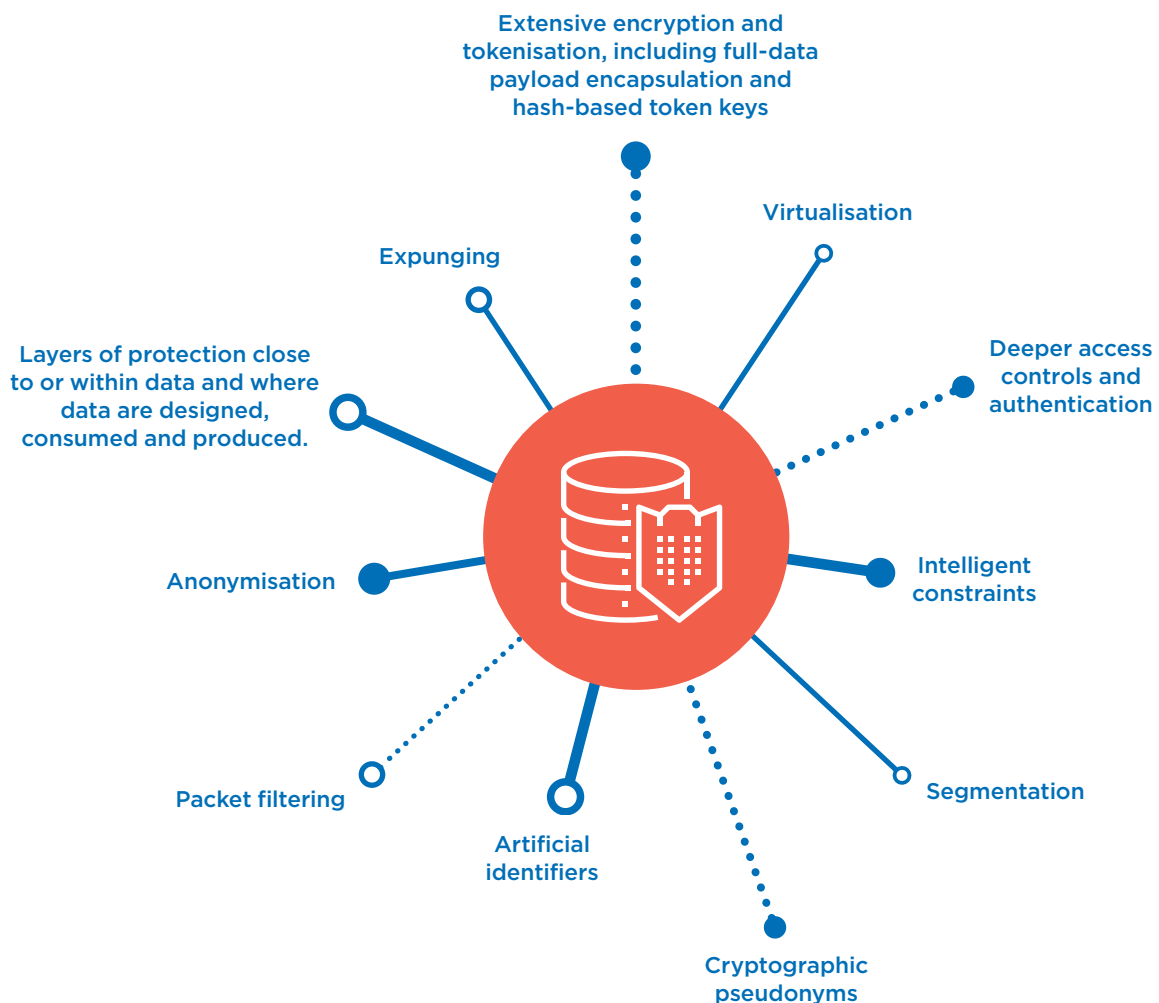 Extensive encryption and
tokenisation, including full-data
payload encapsulation and
hash-based token keys
Virtualisation
Expunging
Deeper access
controls and
authentication
Layers of protection close
to or within data and where
data are designed,
consumed and produced.
Intelligent
constraints
Anonymisation
Segmentation
Packet filtering
Artificial
identifiers
Cryptographic
pseudonyms